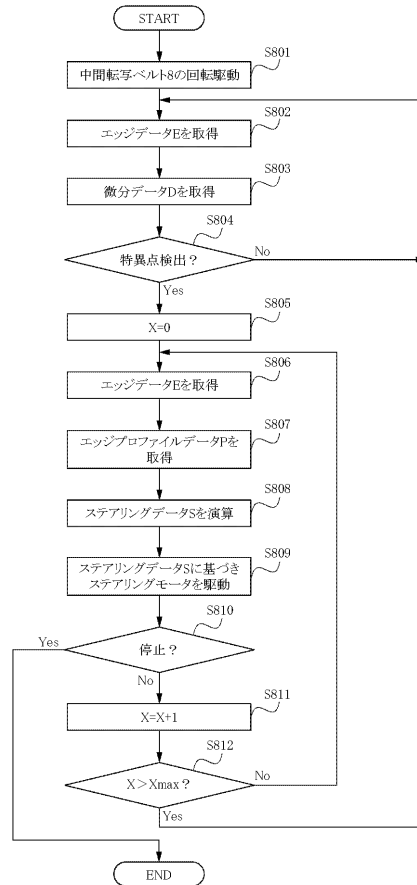 START
S801
中間転写ベルト8の回転駆動
S802
エッジデータEを取得
S803
微分データDを取得
S804
特異点検出？
No
Yes
S805
X=0
S806
エッジデータEを取得
S807
エッジプロファイルデータPを
取得
S808
ステアリングデータSを演算
S809
ステアリングデータSに基づき
ステアリングモータを駆動
S810
Yes
停止？
No
S811
X=X+1
S812
X＞Xmax？
No
Yes
END